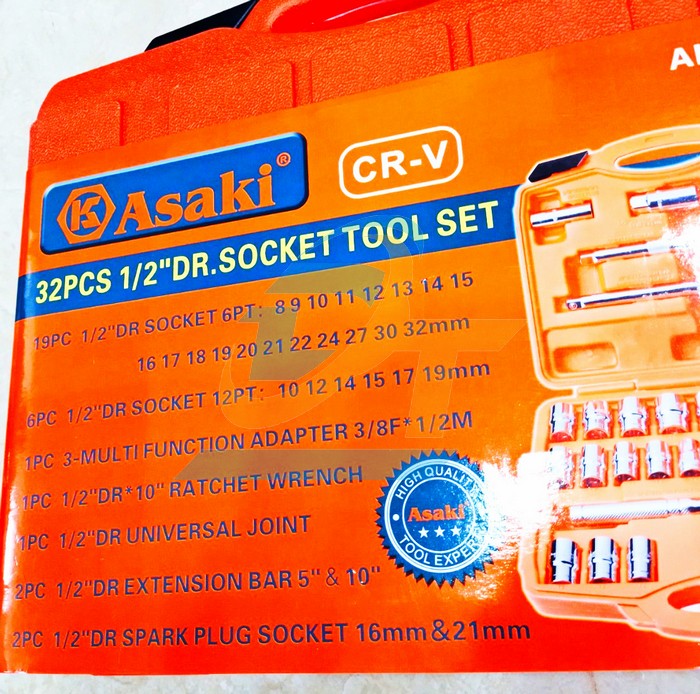 Asaki®
CR-V
32PCS 1/2"DR.SOCKET TOOL SET
19PC 1/2"DR SOCKET 6PT: 8 9 10 11 12 13 14 15
16 17 18 19 20 21 22 24 27 30 32mm
6PC 1/2"DR SOCKET 12PT: 10 12 14 15 17 19mm
1PC 3-MULTI FUNCTION ADAPTER 3/8F*1/2M
1PC 1/2"DR*10" RATCHET WRENCH
1PC 1/2"DR UNIVERSAL JOINT
2PC 1/2"DR EXTENSION BAR 5" & 10"
2PC 1/2"DR SPARK PLUG SOCKET 16mm&21mm
HIGH QUALITY
Asaki
TOOL EXPERT